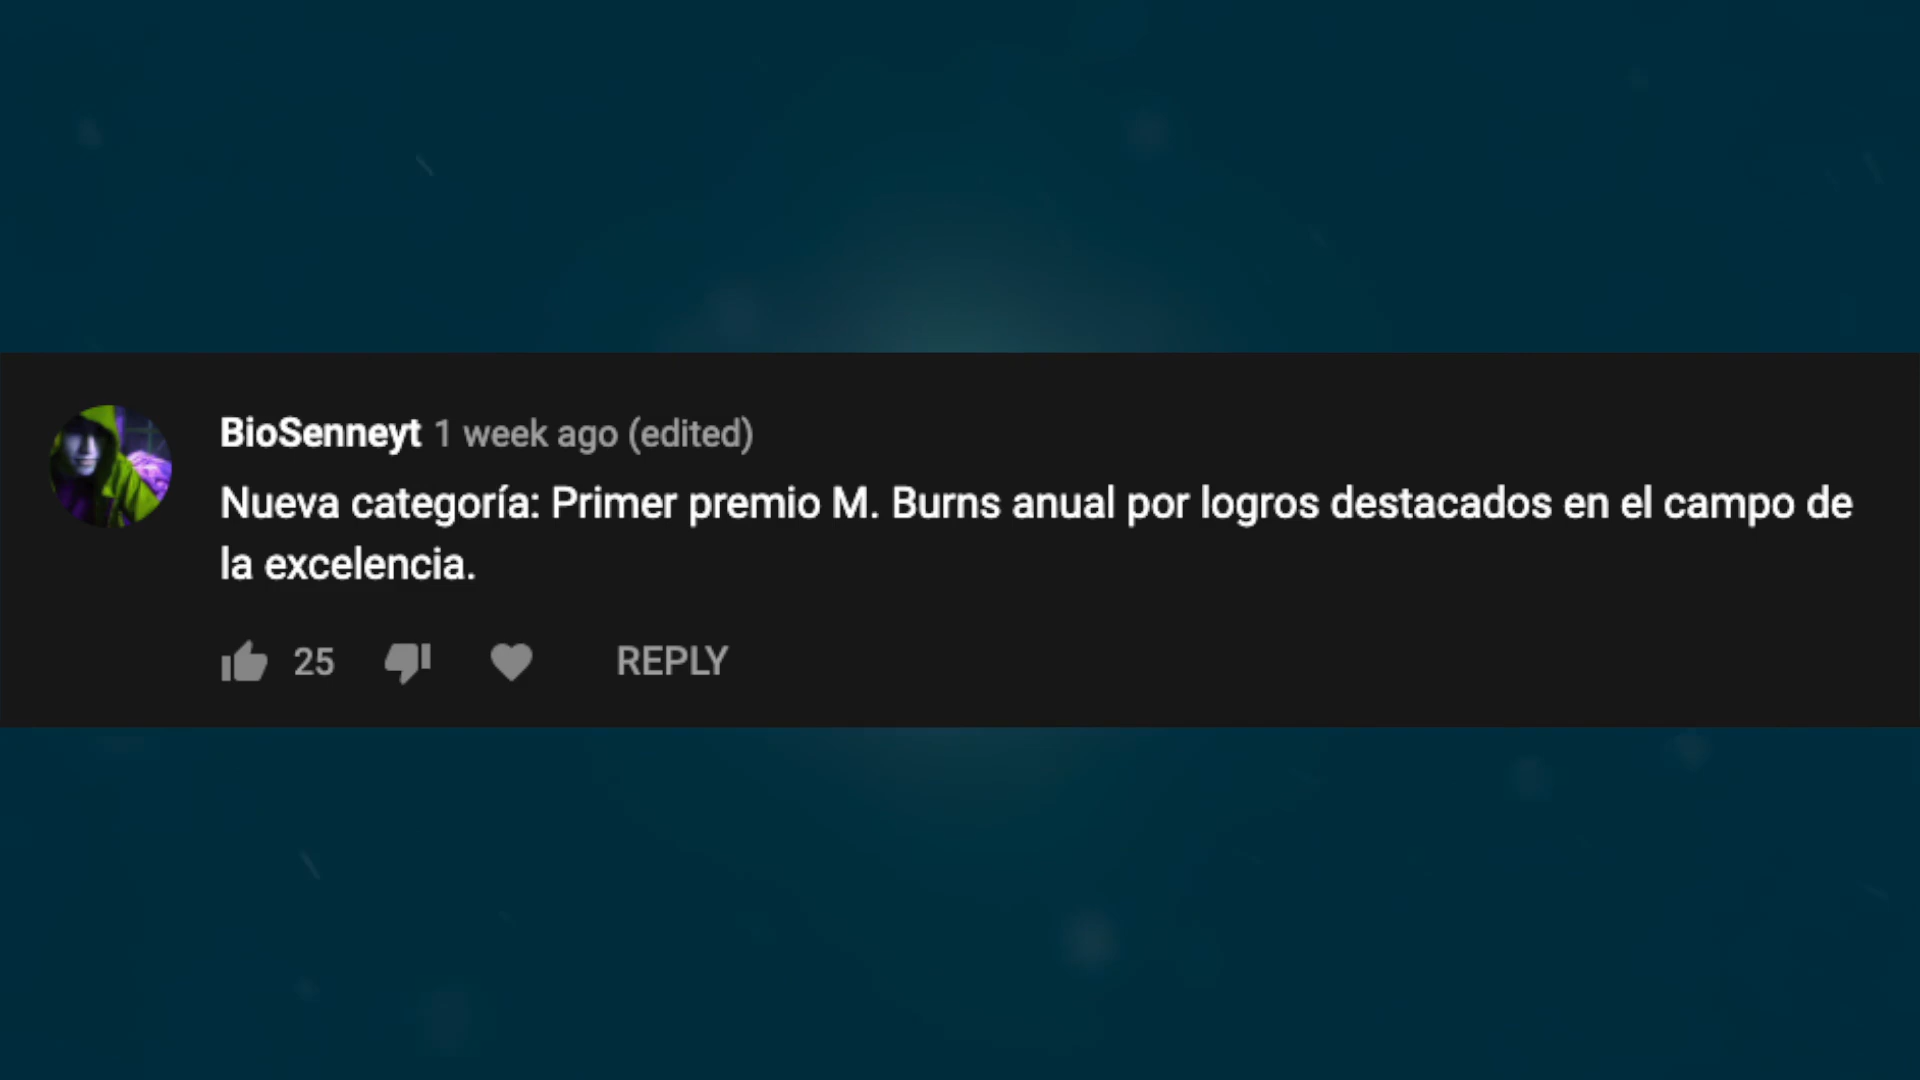 BioSenneyt 1 week ago (edited)
Nueva categoría: Primer premio M. Burns anual por logros destacados en el campo de
la excelencia.
25 REPLY